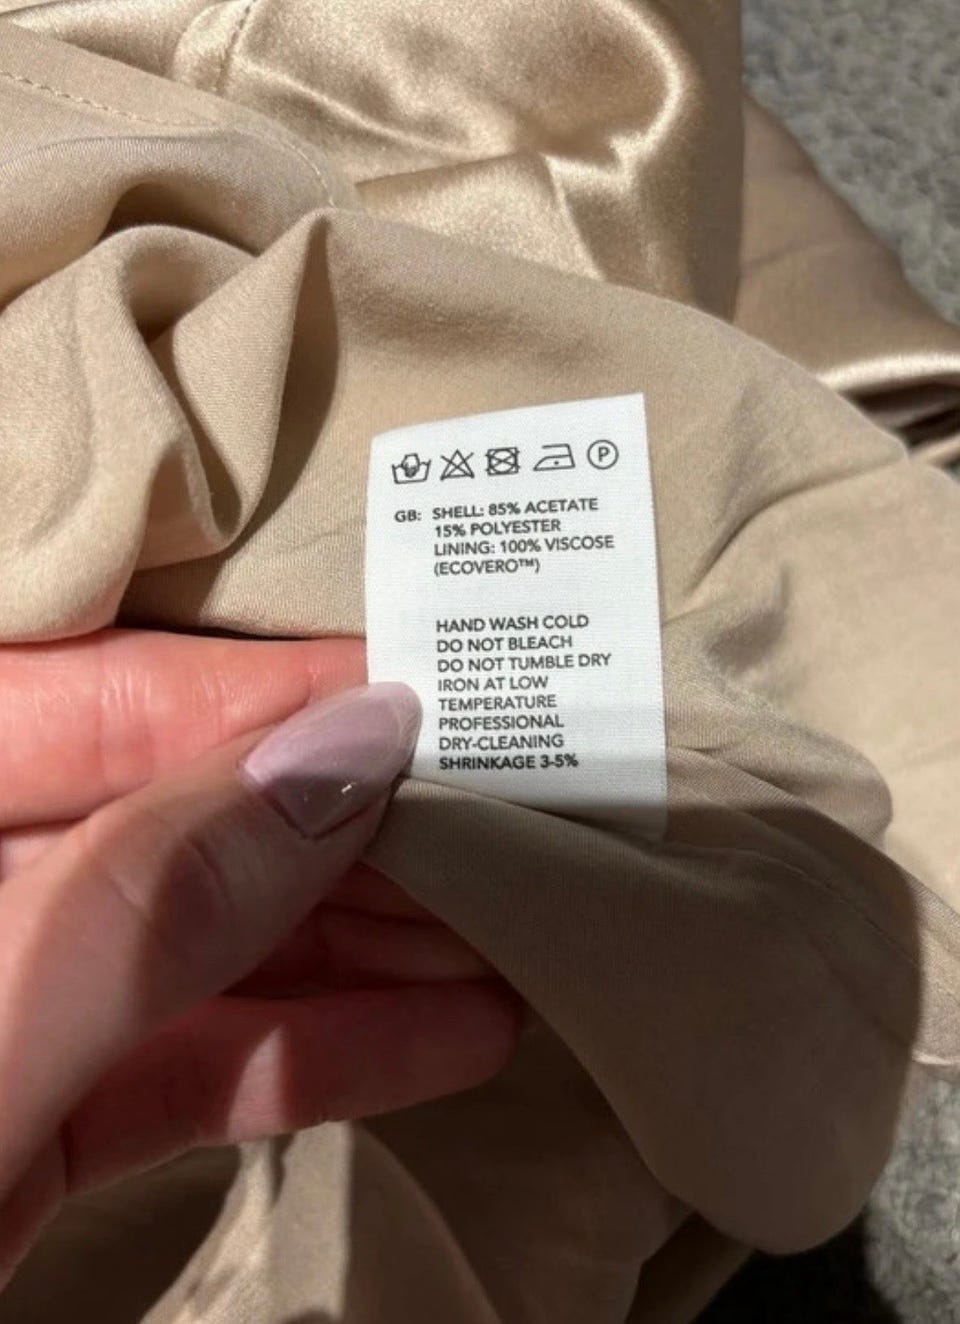 P
GB: SHELL: 85% ACETATE
15% POLYESTER
LINING: 100% VISCOSE
(ECOVERO™)
HAND WASH COLD
DO NOT BLEACH
DO NOT TUMBLE DRY
IRON AT LOW
TEMPERATURE
PROFESSIONAL
DRY-CLEANING
SHRINKAGE 3-5%